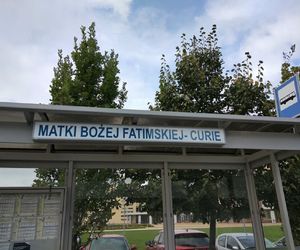 MATKI BOŻEJ FATIMSKIEJ- CURIE